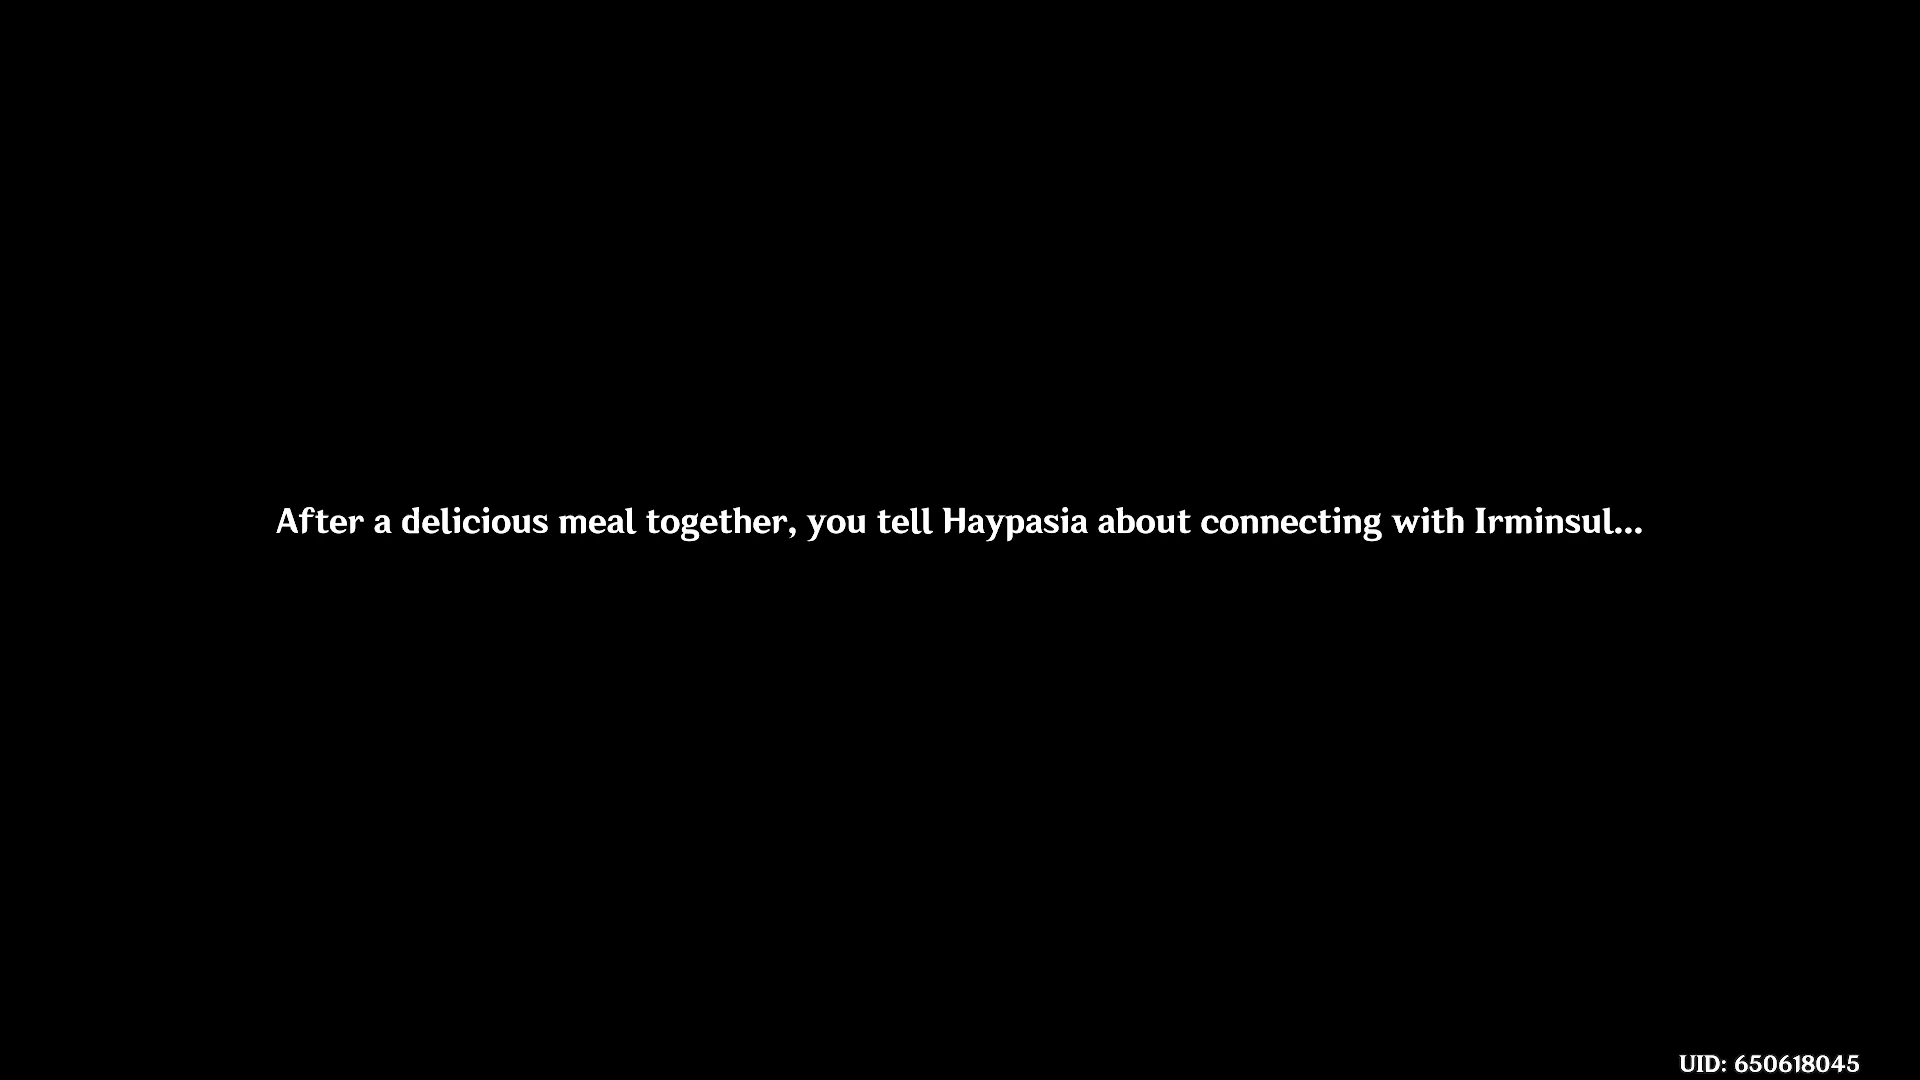 After a delicious meal together, you tell Haypasia about connecting with Irminsul...
UID: 650618045